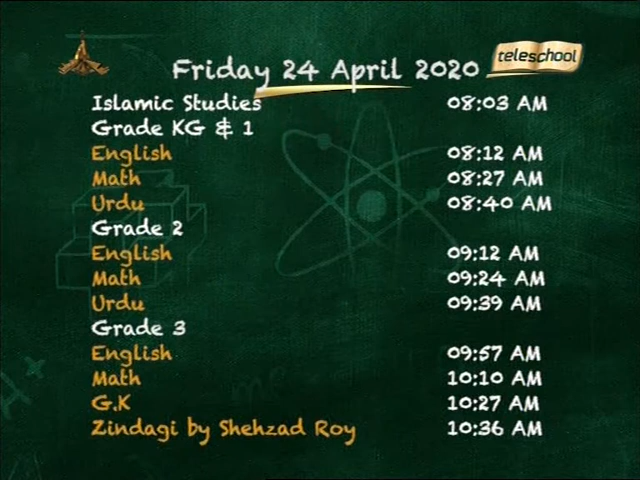 teleschool
Friday 24 April 2020
Islamic Studies 08:03 AM
Grade KG & 1
English 08:12 AM
Math 08:27 AM
Urdu 08:40 AM
Grade 2
English 09:12 AM
Math 09:24 AM
Urdu 09:39 AM
Grade 3
English 09:57 AM
Math 10:10 AM
G.K 10:27 AM
Zindagi by Shehzad Roy 10:36 AM